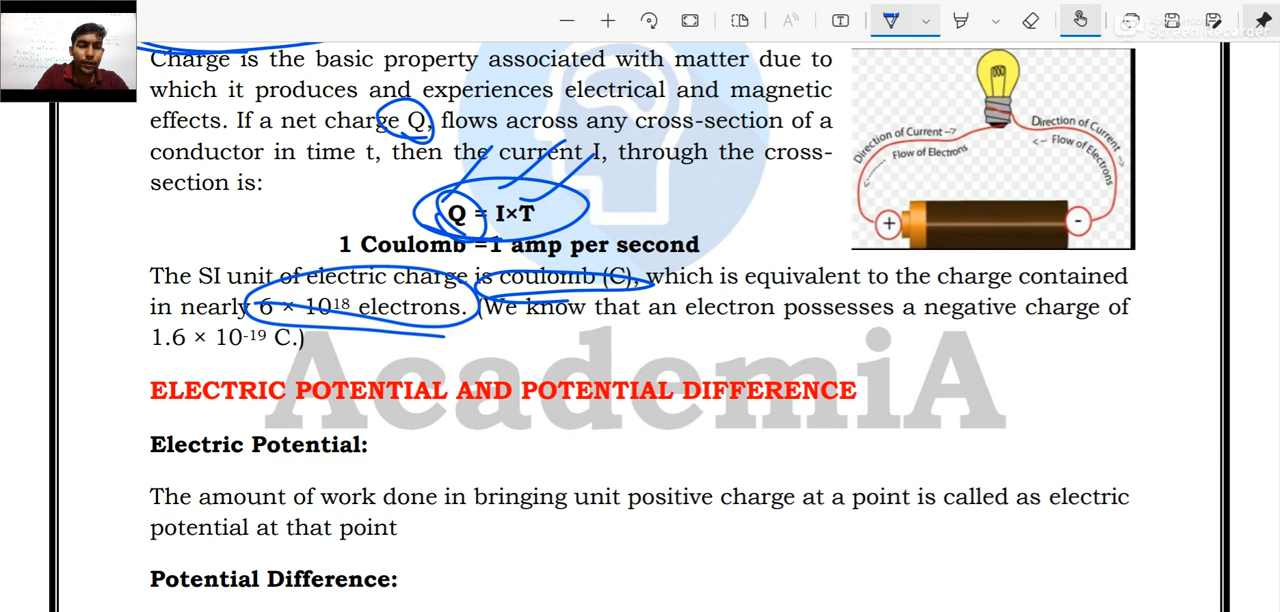 Charge is the basic property associated with matter due to
which it produces and experiences electrical and magnetic
effects. If a net charge Q, flows across any cross-section of a
conductor in time t, then the current I, through the cross-
section is:
Q = I×T
1 Coulomb =1 amp per second
Direction of Current ->
Flow of Electrons
<------
Direction of Current ->
<-- Flow of Electrons
+
-
The SI unit of electric charge is coulomb (C), which is equivalent to the charge contained
in nearly 6 × 10¹⁸ electrons. (We know that an electron possesses a negative charge of
1.6 × 10⁻¹⁹ C.)
AcademiA
ELECTRIC POTENTIAL AND POTENTIAL DIFFERENCE
Electric Potential:
The amount of work done in bringing unit positive charge at a point is called as electric
potential at that point
Potential Difference: